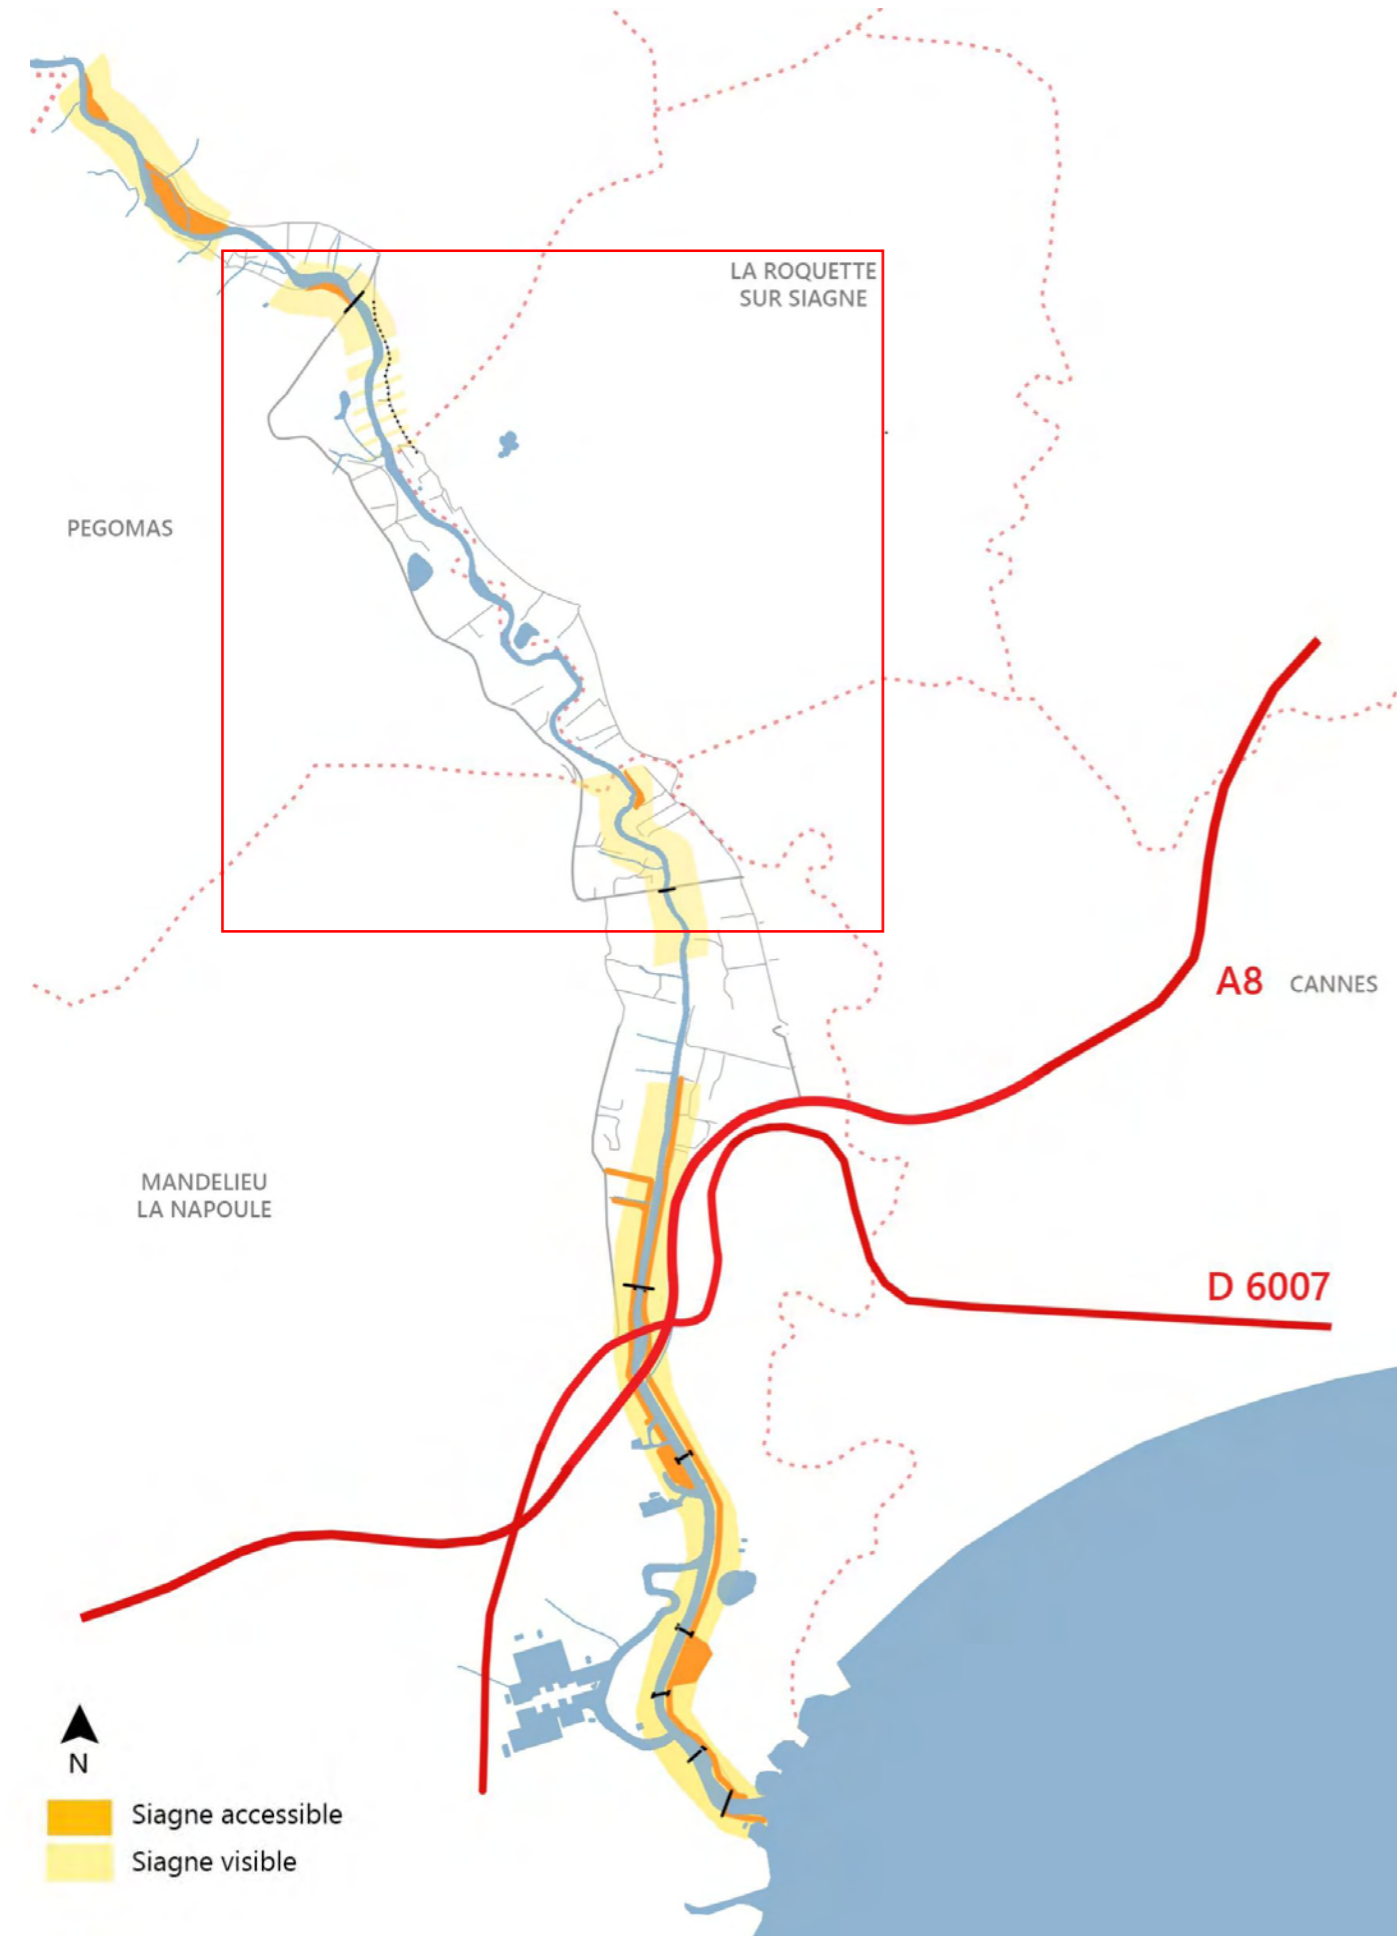 LA ROQUETTE
SUR SIAGNE
PEGOMAS
A8
CANNES
MANDELIEU
LA NAPOULE
D 6007
N
Siagne accessible
Siagne visible